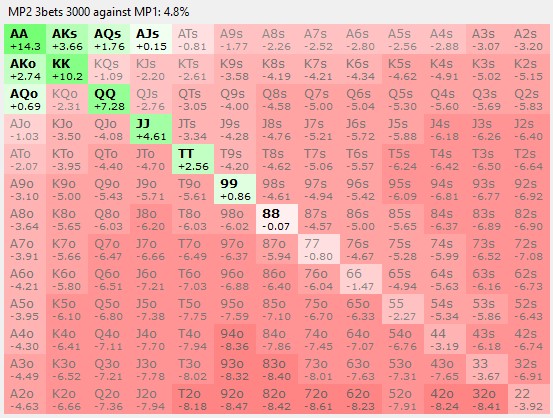 MP2 3bets 3000 against MP1: 4.8%
AA AKs AQs AJs ATs A9s A8s A7s A6s A5s A4s A3s A2s
+14.3 +3.66 +1.76 +0.15 -0.81 -1.77 -2.26 -2.52 -2.80 -2.56 -2.88 -3.07 -3.20
AKo KK KQs KJs KTs K9s K8s K7s K6s K5s K4s K3s K2s
+2.74 +10.2 -1.09 -2.20 -2.61 -3.58 -4.19 -4.21 -4.34 -4.62 -4.91 -5.02 -5.15
AQo KQo QQ QJs QTs Q9s Q8s Q7s Q6s Q5s Q4s Q3s Q2s
+0.69 -2.31 +7.28 -2.76 -3.05 -4.00 -4.58 -5.00 -5.04 -5.30 -5.60 -5.69 -5.83
AJo KJo QJo JJ JTs J9s J8s J7s J6s J5s J4s J3s J2s
-1.03 -3.50 -4.08 +4.61 -3.34 -4.28 -4.76 -5.21 -5.72 -5.88 -6.18 -6.26 -6.40
ATo KTo QTo JTo TT T9s T8s T7s T6s T5s T4s T3s T2s
-2.07 -3.95 -4.40 -4.70 +2.56 -4.20 -4.62 -5.06 -5.57 -6.11 -6.42 -6.50 -6.64
A9o K9o Q9o J9o T9o 99 98s 97s 96s 95s 94s 93s 92s
-3.10 -5.00 -5.43 -5.71 -5.61 +0.86 -4.61 -4.94 -5.42 -6.09 -6.81 -6.77 -6.92
A8o K8o Q8o J8o T8o 98o 88 87s 86s 85s 84s 83s 82s
-3.64 -5.65 -6.03 -6.20 -6.03 -6.02 -0.07 -4.57 -5.00 -5.65 -6.37 -6.89 -6.90
A7o K7o Q7o J7o T7o 97o 87o 77 76s 75s 74s 73s 72s
-3.91 -5.66 -6.47 -6.66 -6.49 -6.37 -5.94 -0.80 -4.67 -5.28 -5.99 -6.52 -7.08
A6o K6o Q6o J6o T6o 96o 86o 76o 66 65s 64s 63s 62s
-4.21 -5.80 -6.51 -7.21 -7.03 -6.88 -6.40 -6.04 -1.47 -4.94 -5.63 -6.16 -6.73
A5o K5o Q5o J5o T5o 95o 85o 75o 65o 55 54s 53s 52s
-3.95 -6.10 -6.80 -7.38 -7.75 -7.59 -7.10 -6.70 -6.33 -2.27 -5.34 -5.86 -6.43
A4o K4o Q4o J4o T4o 94o 84o 74o 64o 54o 44 43s 42s
-4.30 -6.41 -7.11 -7.70 -7.94 -8.36 -7.86 -7.45 -7.07 -6.76 -3.19 -6.18 -6.74
A3o K3o Q3o J3o T3o 93o 83o 73o 63o 53o 43o 33 32s
-4.49 -6.52 -7.21 -7.78 -8.02 -8.32 -8.40 -8.01 -7.63 -7.31 -7.65 -3.67 -6.91
A2o K2o Q2o J2o T2o 92o 82o 72o 62o 52o 42o 32o 22
-4.62 -6.66 -7.36 -7.94 -8.18 -8.47 -8.42 -8.61 -8.23 -7.91 -8.24 -8.41 -3.92